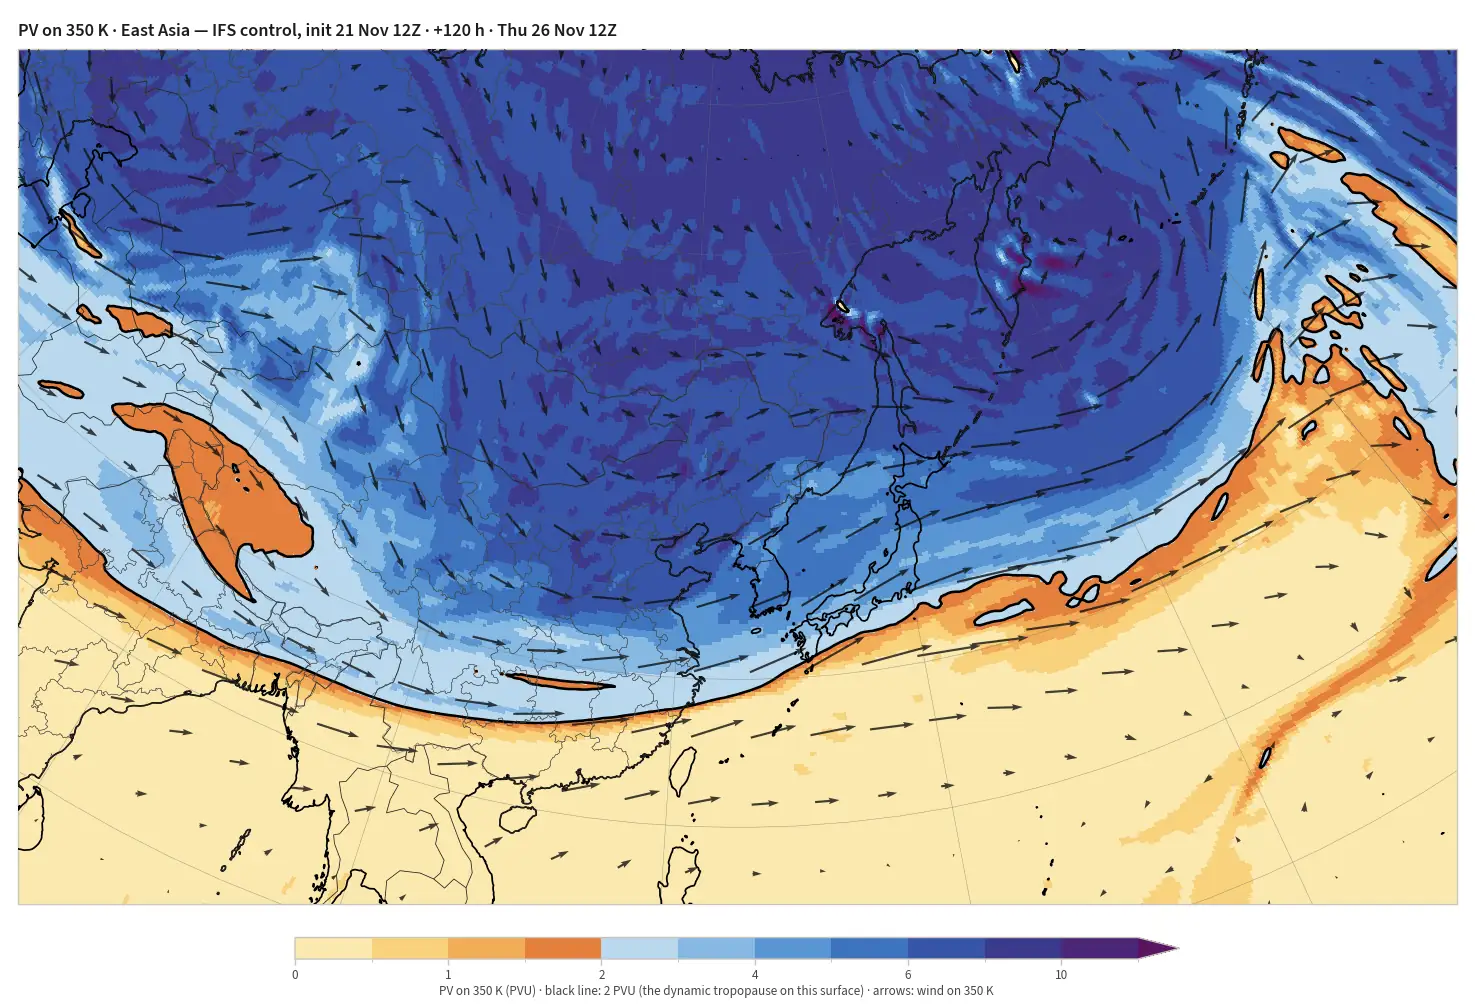 PV on 350 K · East Asia — IFS control, init 21 Nov 12Z · +120 h · Thu 26 Nov 12Z
0 1 2 4 6 10
PV on 350 K (PVU) · black line: 2 PVU (the dynamic tropopause on this surface) · arrows: wind on 350 K